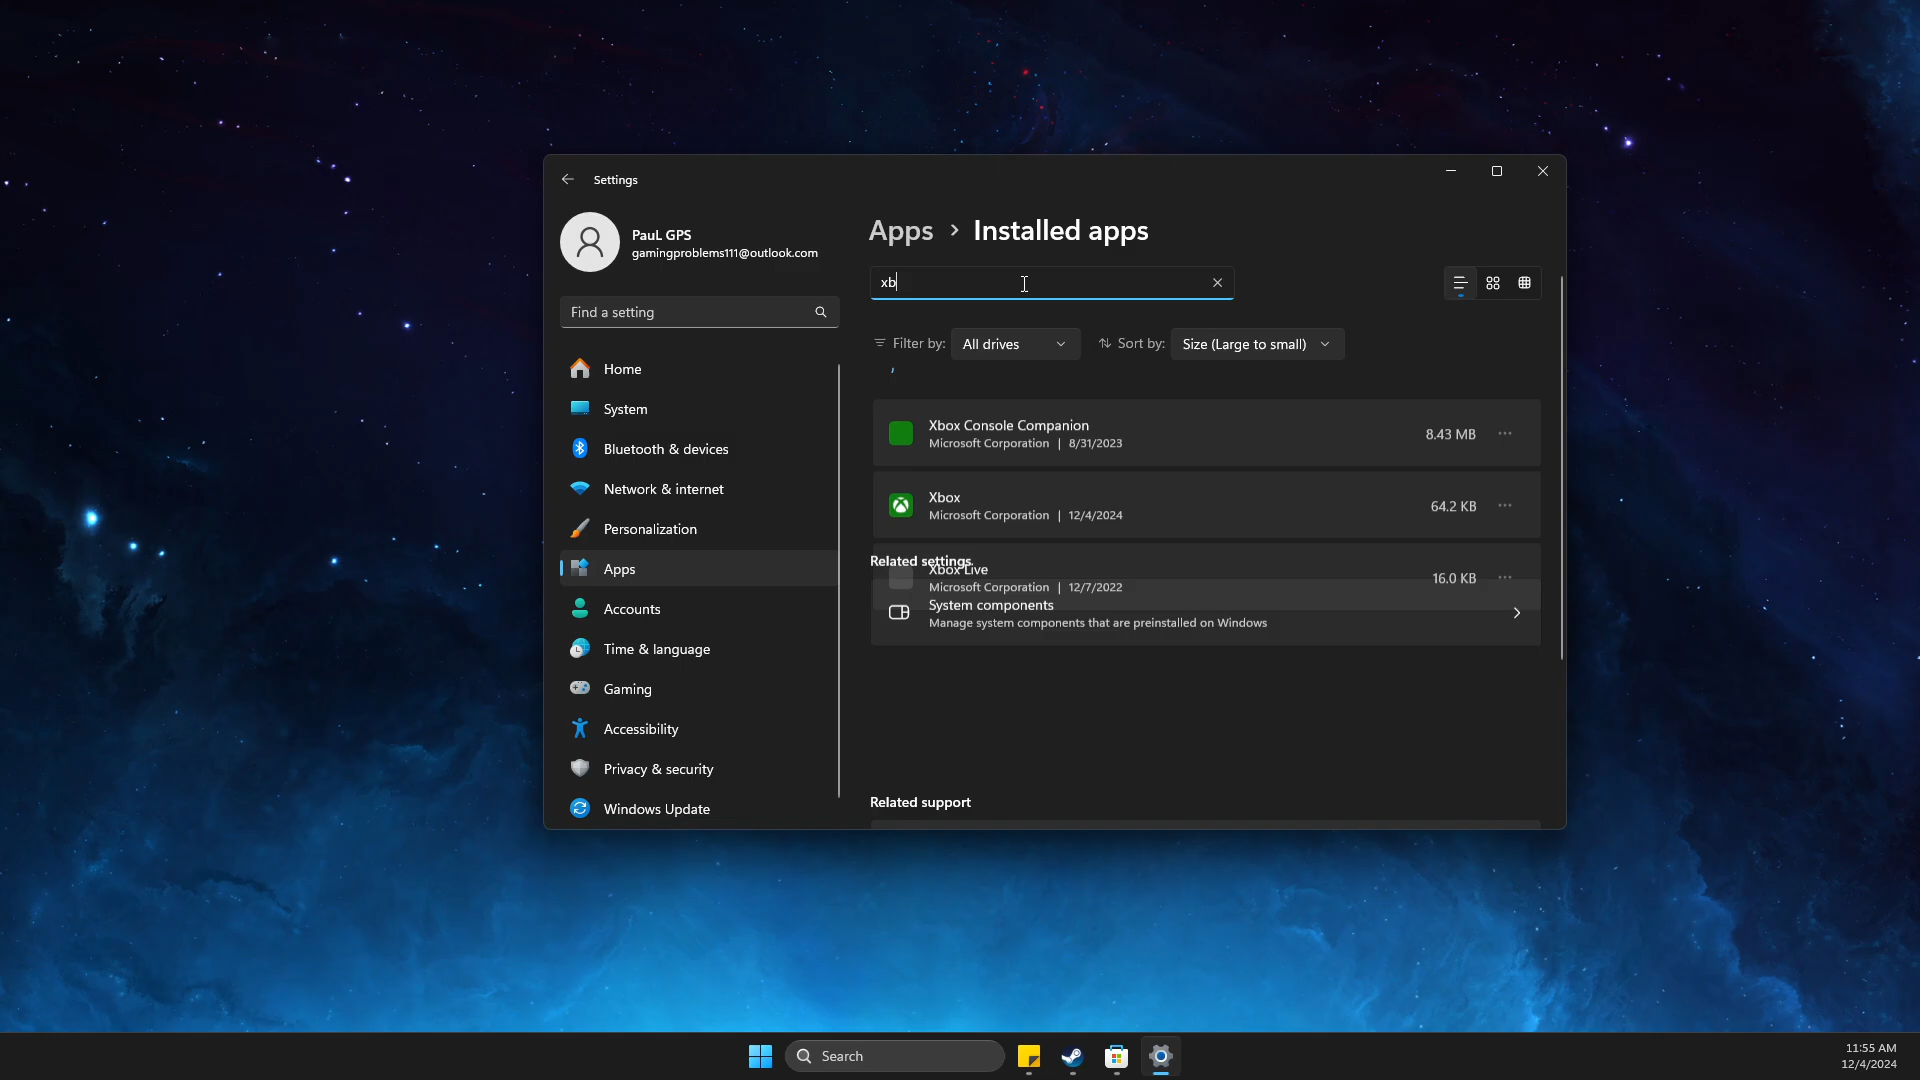 Settings
PauL GPS
gamingproblems111@outlook.com
Find a setting
Home
System
Bluetooth & devices
Network & internet
Personalization
Apps
Accounts
Time & language
Gaming
Accessibility
Privacy & security
Windows Update
Apps > Installed apps
xb
Filter by: All drives
Sort by: Size (Large to small)
Xbox Console Companion
Microsoft Corporation | 8/31/2023
8.43 MB
Xbox
Microsoft Corporation | 12/4/2024
64.2 KB
Related settings
Xbox Live
Microsoft Corporation | 12/7/2022
16.0 KB
System components
Manage system components that are preinstalled on Windows
Related support
Search
11:55 AM
12/4/2024